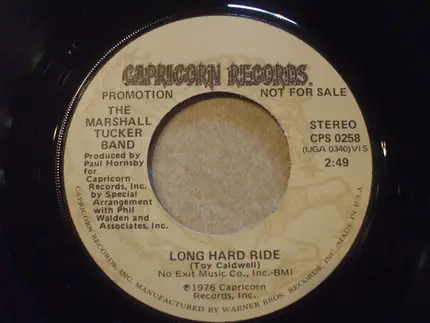 CAPRICORN RECORDS®
PROMOTION
NOT FOR SALE
THE
MARSHALL
TUCKER
BAND
Produced by
Paul Hornsby
for
Capricorn
Records, Inc.
by Special
Arrangement
with Phil
Walden and
Associates, Inc.
STEREO
CPS 0258
(UGA 0340)V15
2:49
LONG HARD RIDE
(Toy Caldwell)
No Exit Music Co., Inc.-BMI
℗1976 Capricorn
Records, Inc.
CAPRICORN RECORDS, INC. MANUFACTURED BY WARNER BROS. RECORDS INC./MADE IN U.S.A.